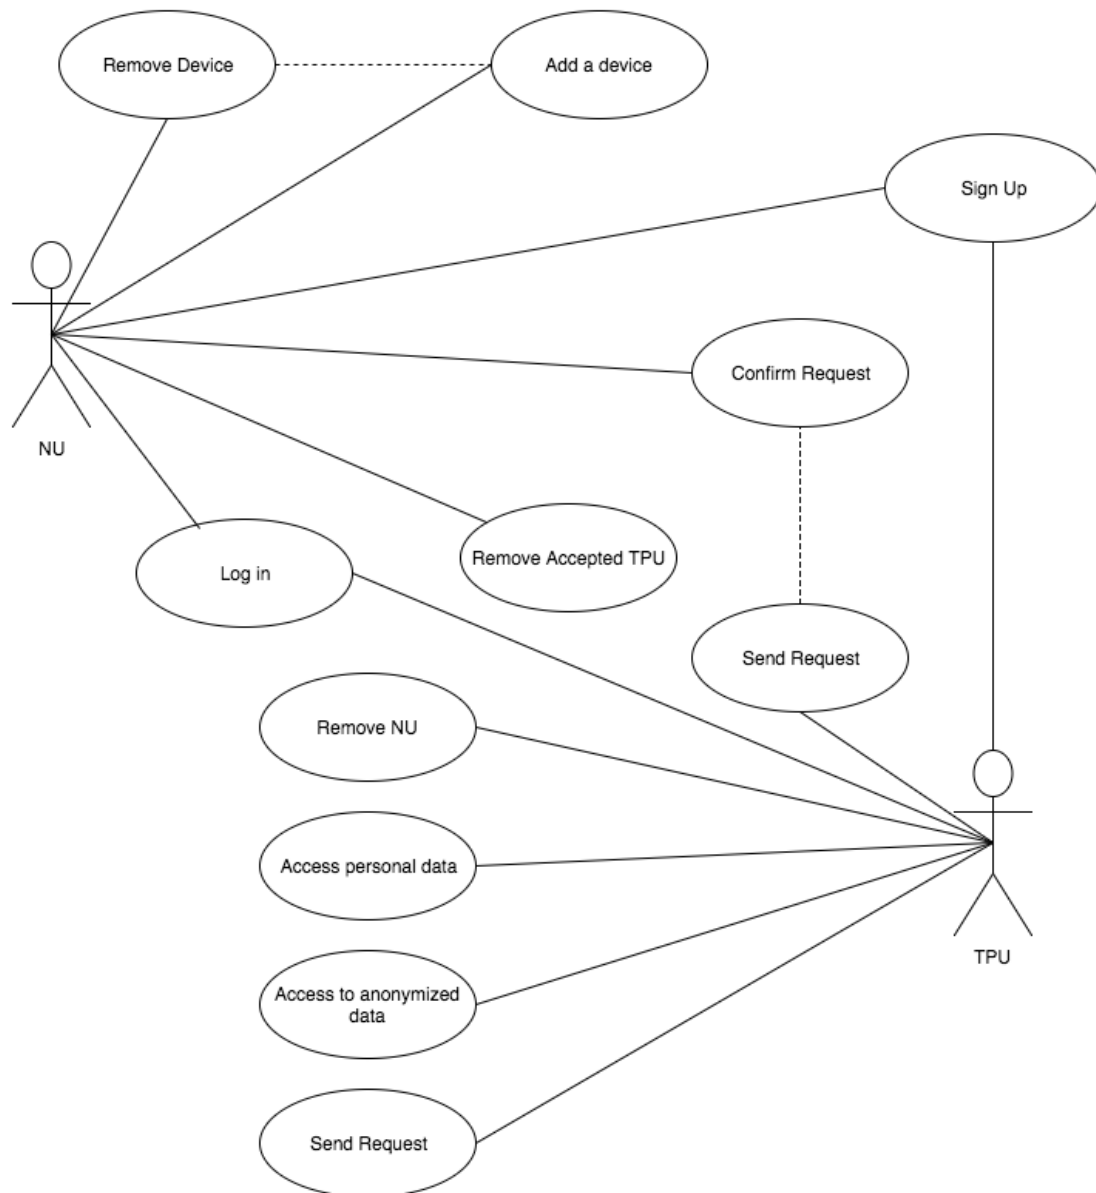 Remove Device
Add a device
Sign Up
Confirm Request
NU
Remove Accepted TPU
Log in
Send Request
Remove NU
Access personal data
TPU
Access to anonymized
data
Send Request